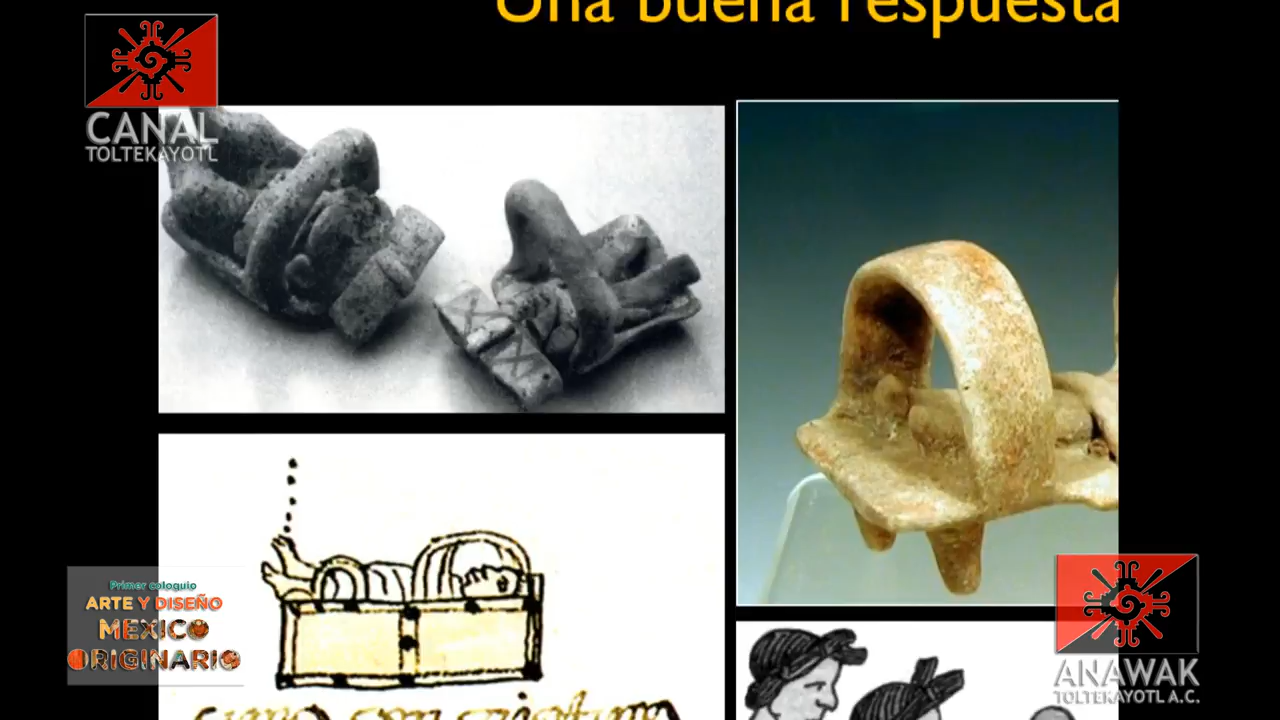 Una buena respuesta
CANAL
TOLTEKAYOTL
Primer coloquio
ARTE Y DISEÑO
MEXICO
ORIGINARIO
ANAWAK
TOLTEKAYOTL A.C.